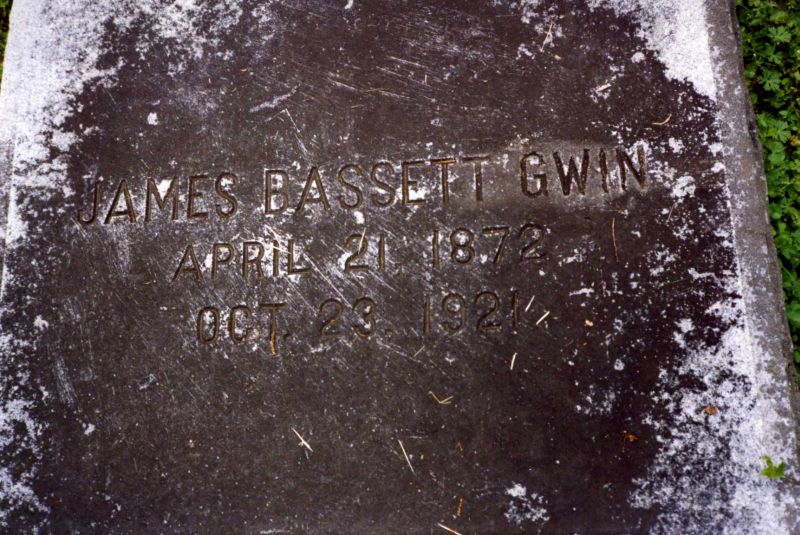 JAMES BASSETT GWIN
APRIL 21, 1872
OCT. 23, 1921